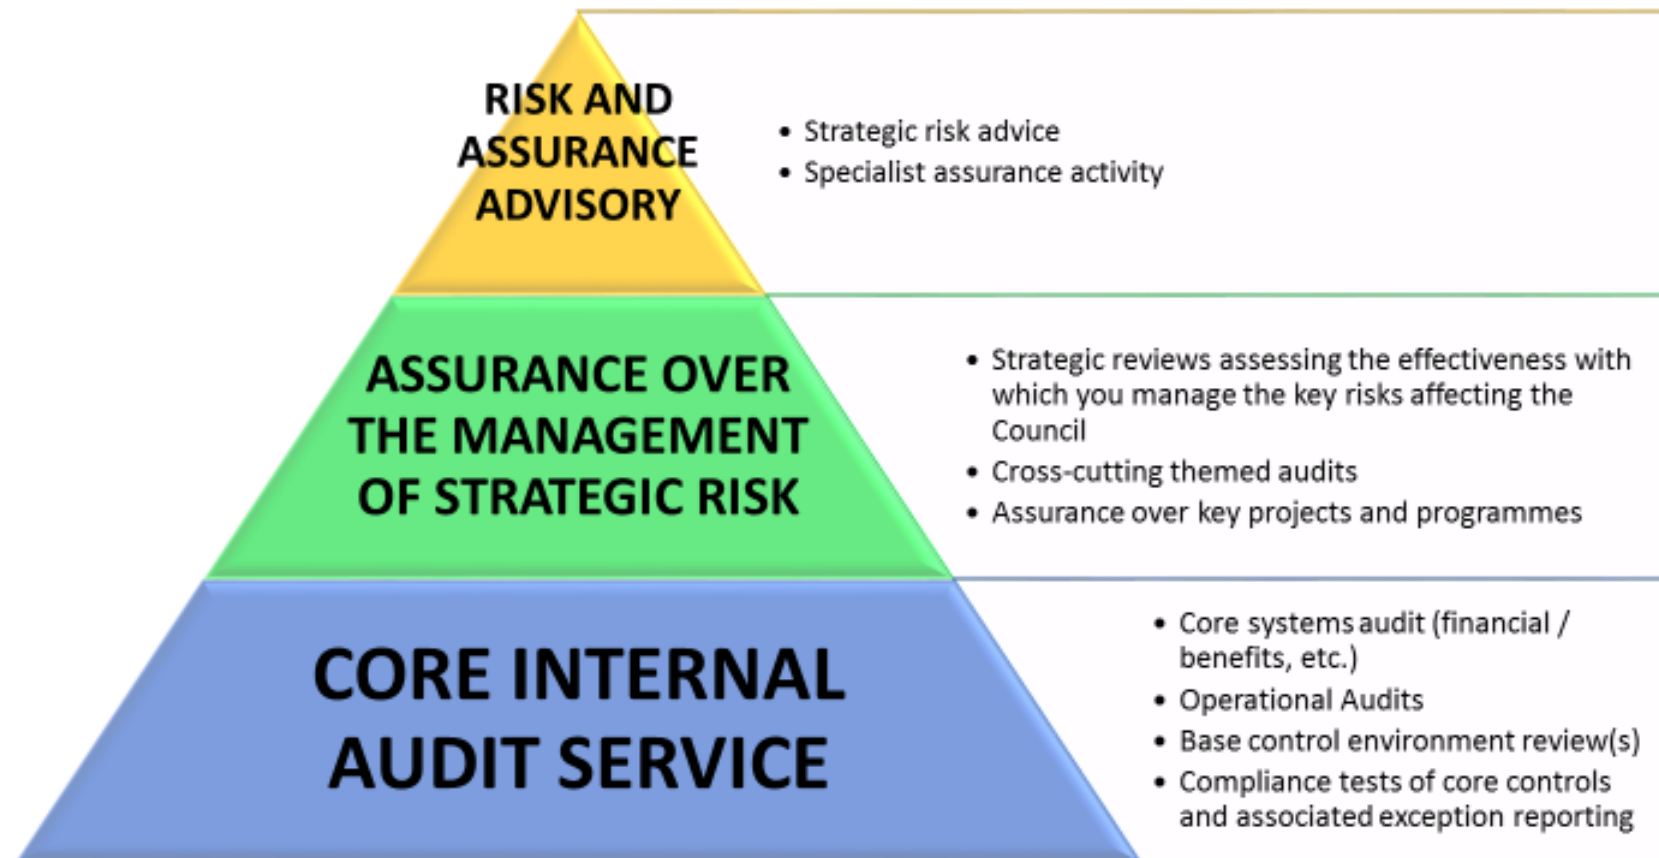 RISK AND
ASSURANCE
ADVISORY
• Strategic risk advice
• Specialist assurance activity
ASSURANCE OVER
THE MANAGEMENT
OF STRATEGIC RISK
• Strategic reviews assessing the effectiveness with
which you manage the key risks affecting the
Council
• Cross-cutting themed audits
• Assurance over key projects and programmes
CORE INTERNAL
AUDIT SERVICE
• Core systems audit (financial /
benefits, etc.)
• Operational Audits
• Base control environment review(s)
• Compliance tests of core controls
and associated exception reporting